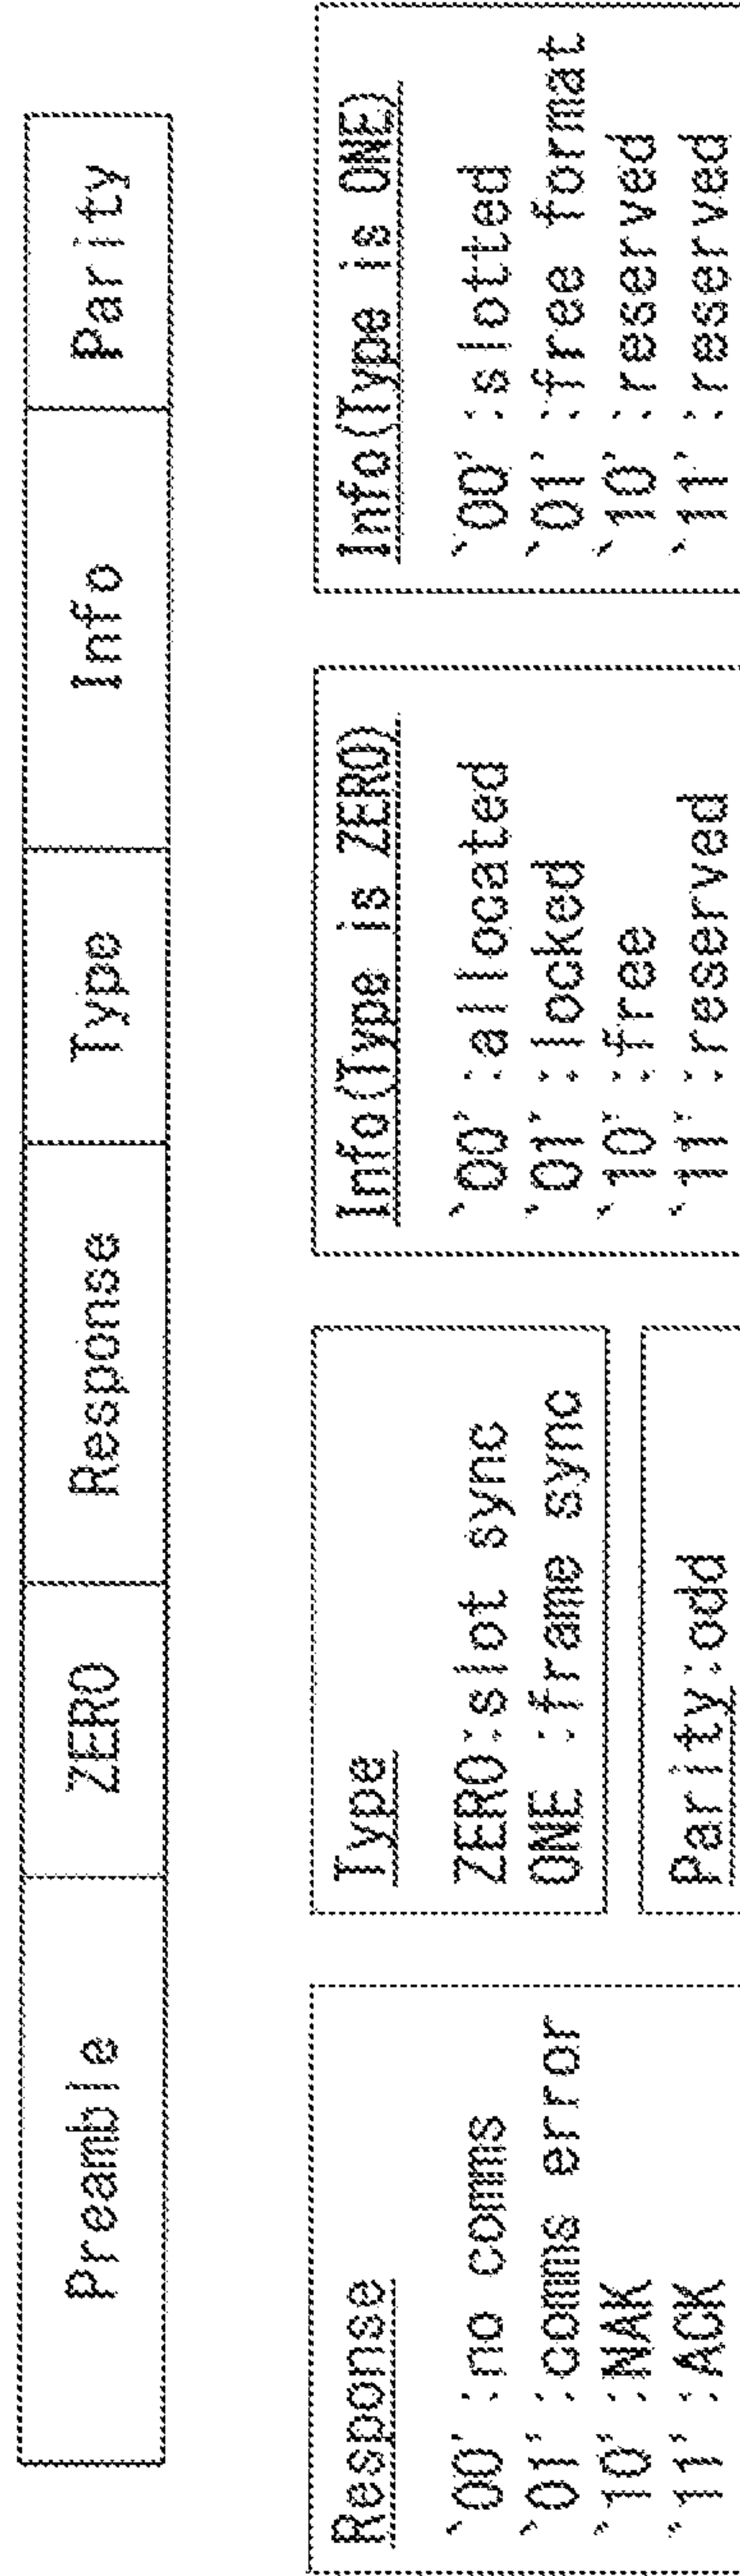 Preamble ZERO Response Type Info Parity
Response
'00':no comms
'01':comms error
'10':NAK
'11':ACK
Type
ZERO:slot sync
ONE :frame sync
Parity:odd
Info(Type is ZERO)
'00':allocated
'01':locked
'10':free
'11':reserved
Info(Type is ONE)
'00':slotted
'01':free format
'10':reserved
'11':reserved